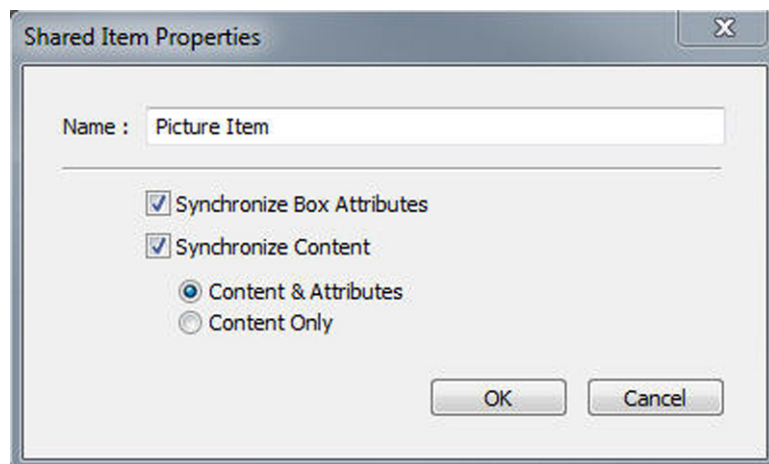 Shared Item Properties
Name : Picture Item
Synchronize Box Attributes
Synchronize Content
Content & Attributes
Content Only
OK Cancel